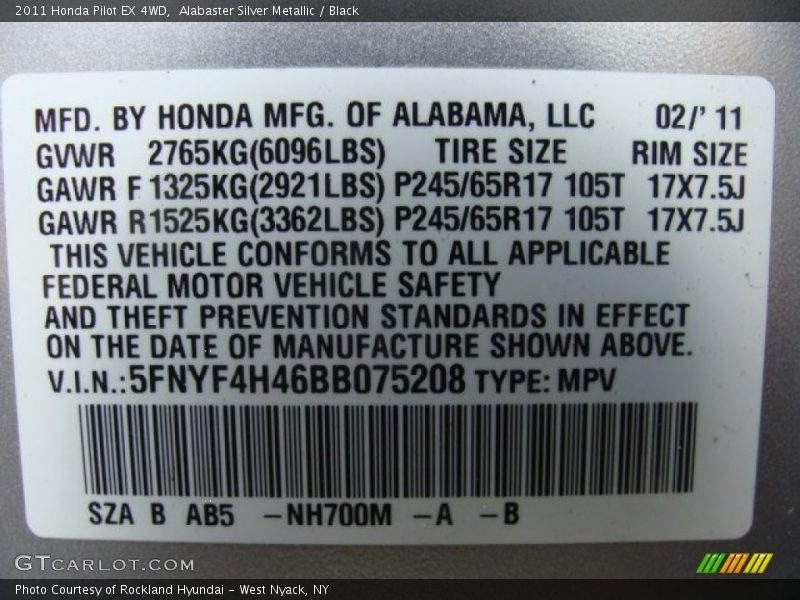 2011 Honda Pilot EX 4WD, Alabaster Silver Metallic / Black
MFD. BY HONDA MFG. OF ALABAMA, LLC 02/' 11
GVWR 2765KG(6096LBS) TIRE SIZE RIM SIZE
GAWR F 1325KG(2921LBS) P245/65R17 105T 17X7.5J
GAWR R1525KG(3362LBS) P245/65R17 105T 17X7.5J
THIS VEHICLE CONFORMS TO ALL APPLICABLE
FEDERAL MOTOR VEHICLE SAFETY
AND THEFT PREVENTION STANDARDS IN EFFECT
ON THE DATE OF MANUFACTURE SHOWN ABOVE.
V.I.N.:5FNYF4H46BB075208 TYPE: MPV
SZA B AB5 -NH700M -A -B
GTCARLOT.COM
Photo Courtesy of Rockland Hyundai - West Nyack, NY